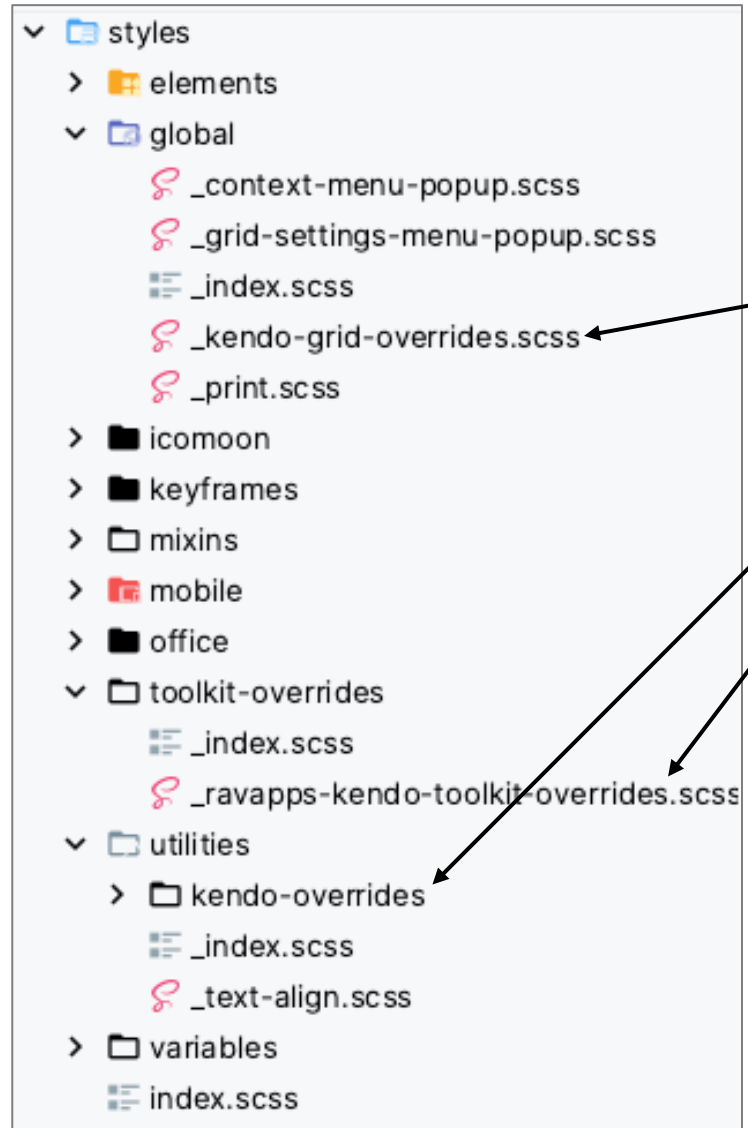 styles
elements
global
_context-menu-popup.scss
_grid-settings-menu-popup.scss
_index.scss
_kendo-grid-overrides.scss
_print.scss
icomoon
keyframes
mixins
mobile
office
toolkit-overrides
_index.scss
_ravapps-kendo-toolkit-overrides.scss
utilities
kendo-overrides
_index.scss
_text-align.scss
variables
index.scss